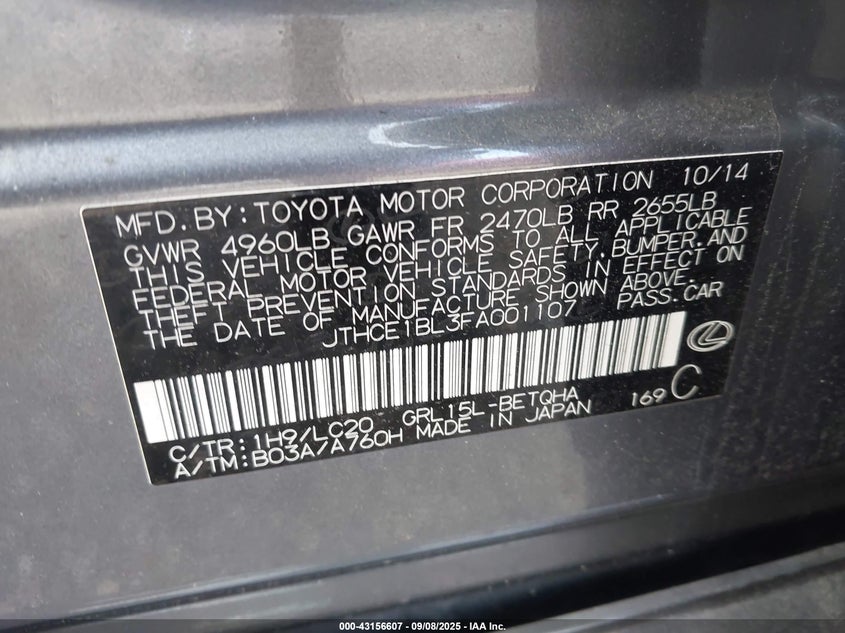 MFD.BY:TOYOTA MOTOR CORPORATION 10/14
GVWR 4960LB GAWR FR 2470LB RR 2655LB
THIS VEHICLE CONFORMS TO ALL APPLICABLE
FEDERAL MOTOR VEHICLE SAFETY,BUMPER,AND
THEFT PREVENTION STANDARDS IN EFFECT ON
THE DATE OF MANUFACTURE SHOWN ABOVE.
JTHCE1BL3FA001107 PASS.CAR
C/TR:1H9/LC20 GRL15L-BETQHA 169 C
A/TM:B03A/A760H MADE IN JAPAN
000-43156607 - 09/08/2025 - IAA Inc.